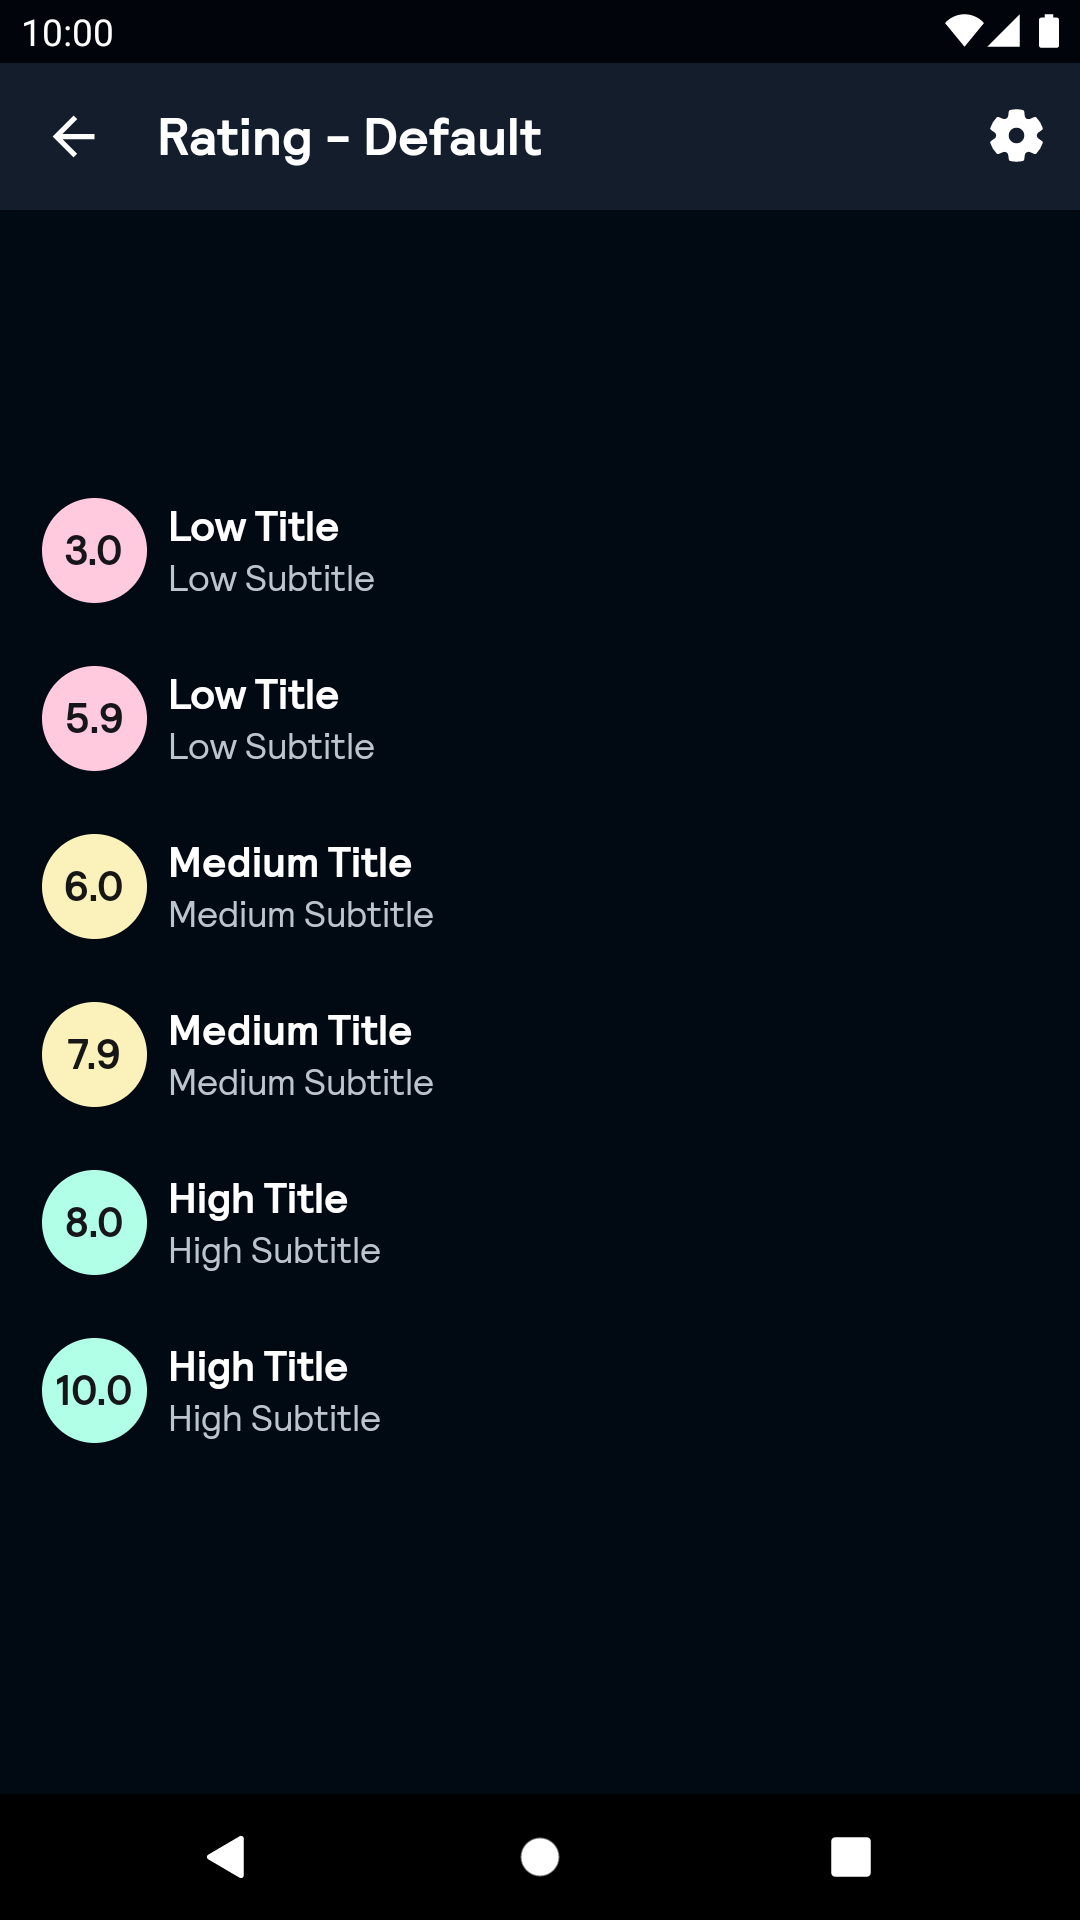 10:00
Rating - Default
3.0
Low Title
Low Subtitle
5.9
Low Title
Low Subtitle
6.0
Medium Title
Medium Subtitle
7.9
Medium Title
Medium Subtitle
8.0
High Title
High Subtitle
10.0
High Title
High Subtitle